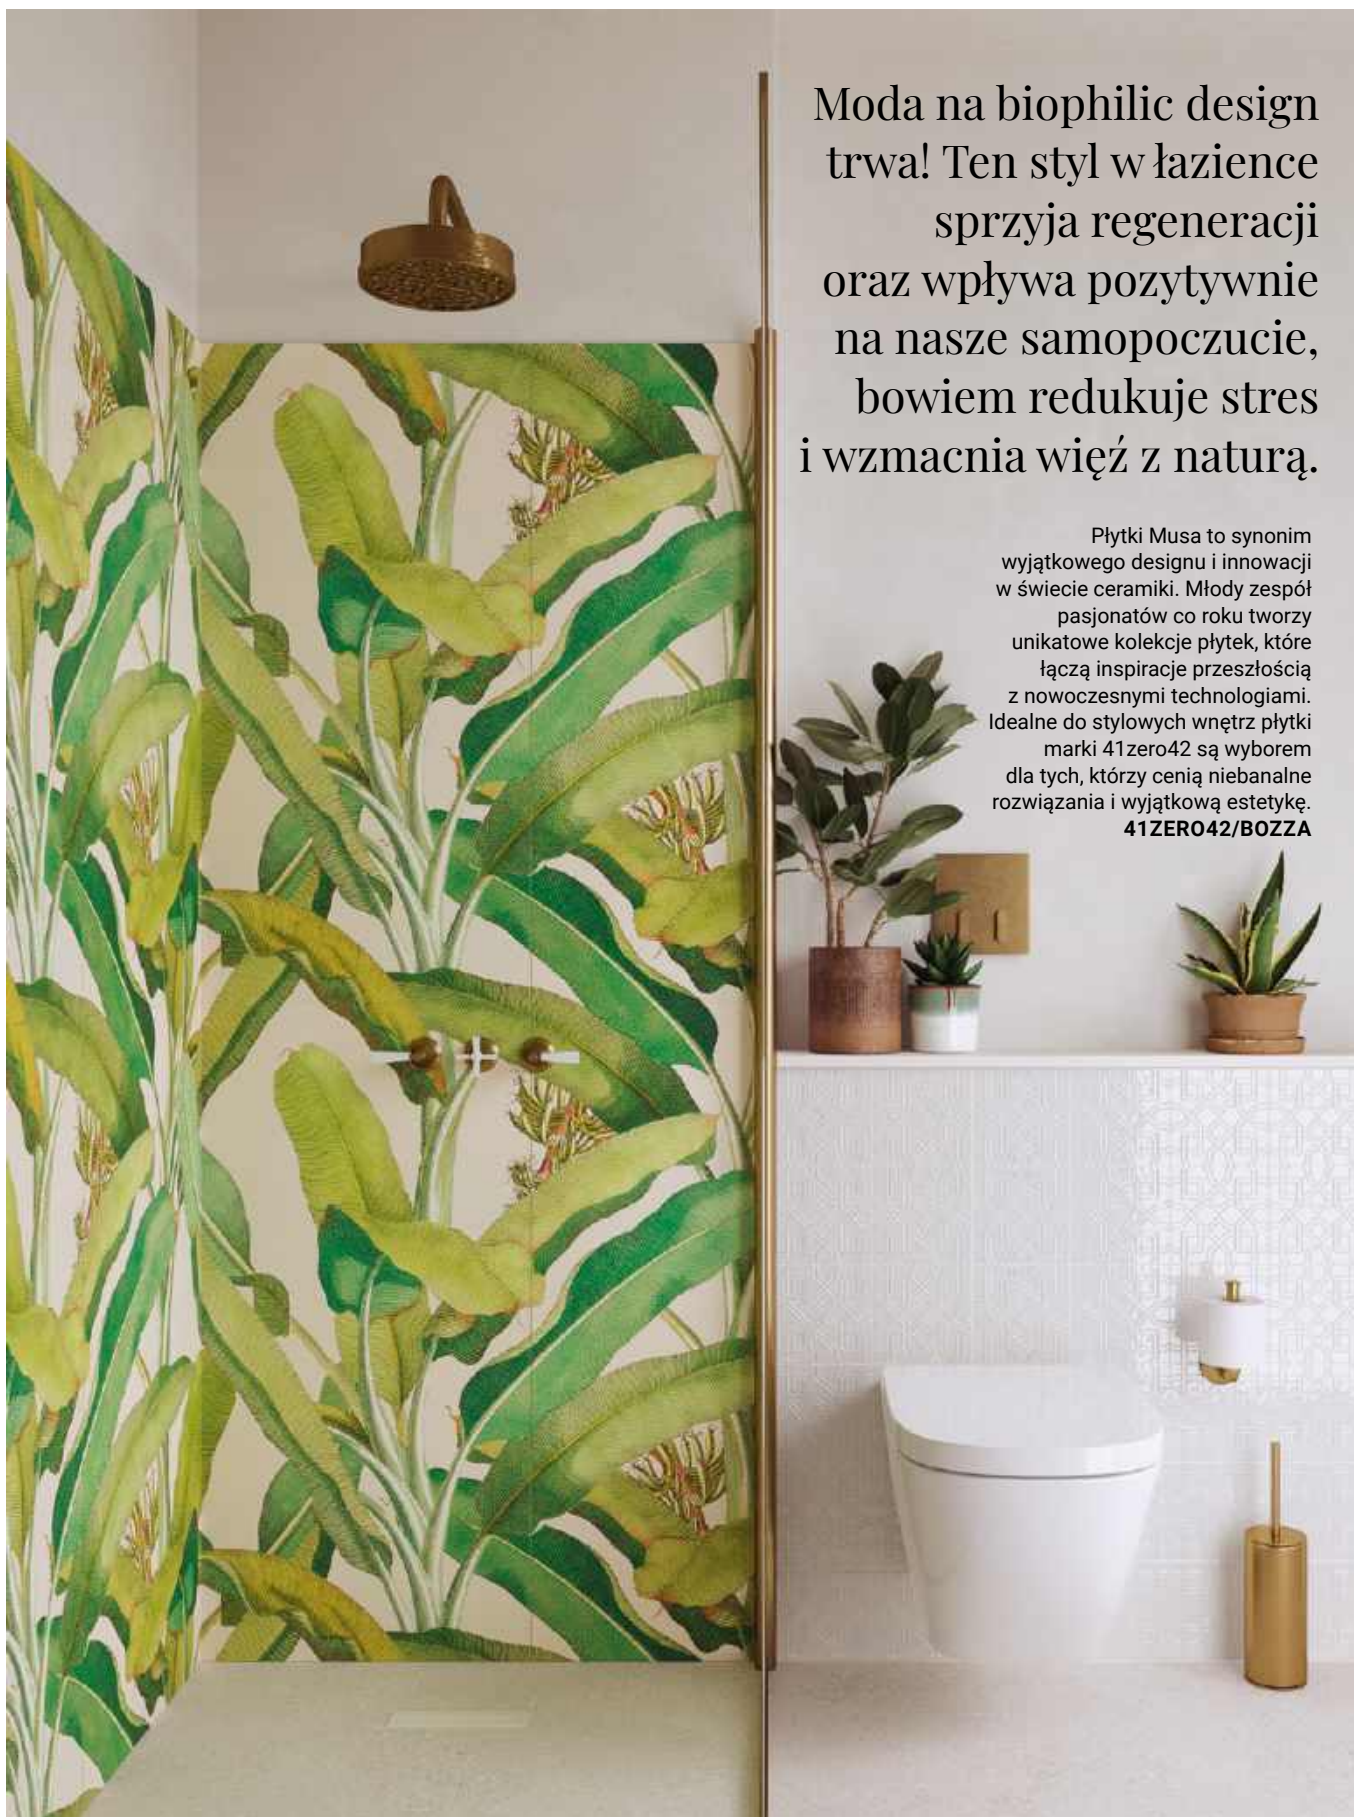 Moda na biophilic design
trwa! Ten styl w łazience
sprzyja regeneracji
oraz wpływa pozytywnie
na nasze samopoczucie,
bowiem redukuje stres
i wzmacnia więź z naturą.
Płytki Musa to synonim
wyjątkowego designu i innowacji
w świecie ceramiki. Młody zespół
pasjonatów co roku tworzy
unikatowe kolekcje płytek, które
łączą inspiracje przeszłością
z nowoczesnymi technologiami.
Idealne do stylowych wnętrz płytki
marki 41zero42 są wyborem
dla tych, którzy cenią niebanalne
rozwiązania i wyjątkową estetykę.
41ZERO42/BOZZA